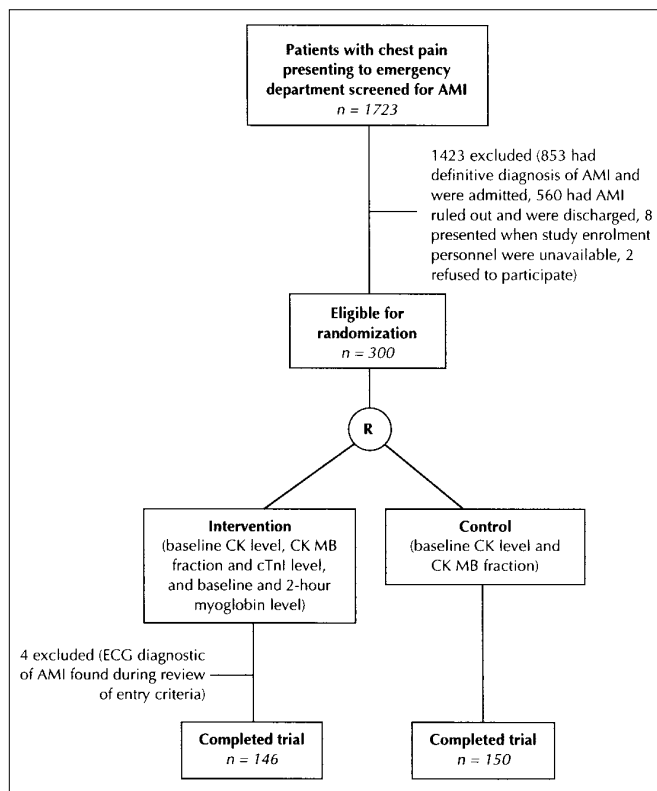 Patients with chest pain
presenting to emergency
department screened for AMI
n = 1723
1423 excluded (853 had
definitive diagnosis of AMI and
were admitted, 560 had AMI
ruled out and were discharged, 8
presented when study enrolment
personnel were unavailable, 2
refused to participate)
Eligible for
randomization
n = 300
R
Intervention
(baseline CK level, CK MB
fraction and cTnI level,
and baseline and 2-hour
myoglobin level)
Control
(baseline CK level and
CK MB fraction)
4 excluded (ECG diagnostic
of AMI found during review
of entry criteria)
Completed trial
n = 146
Completed trial
n = 150